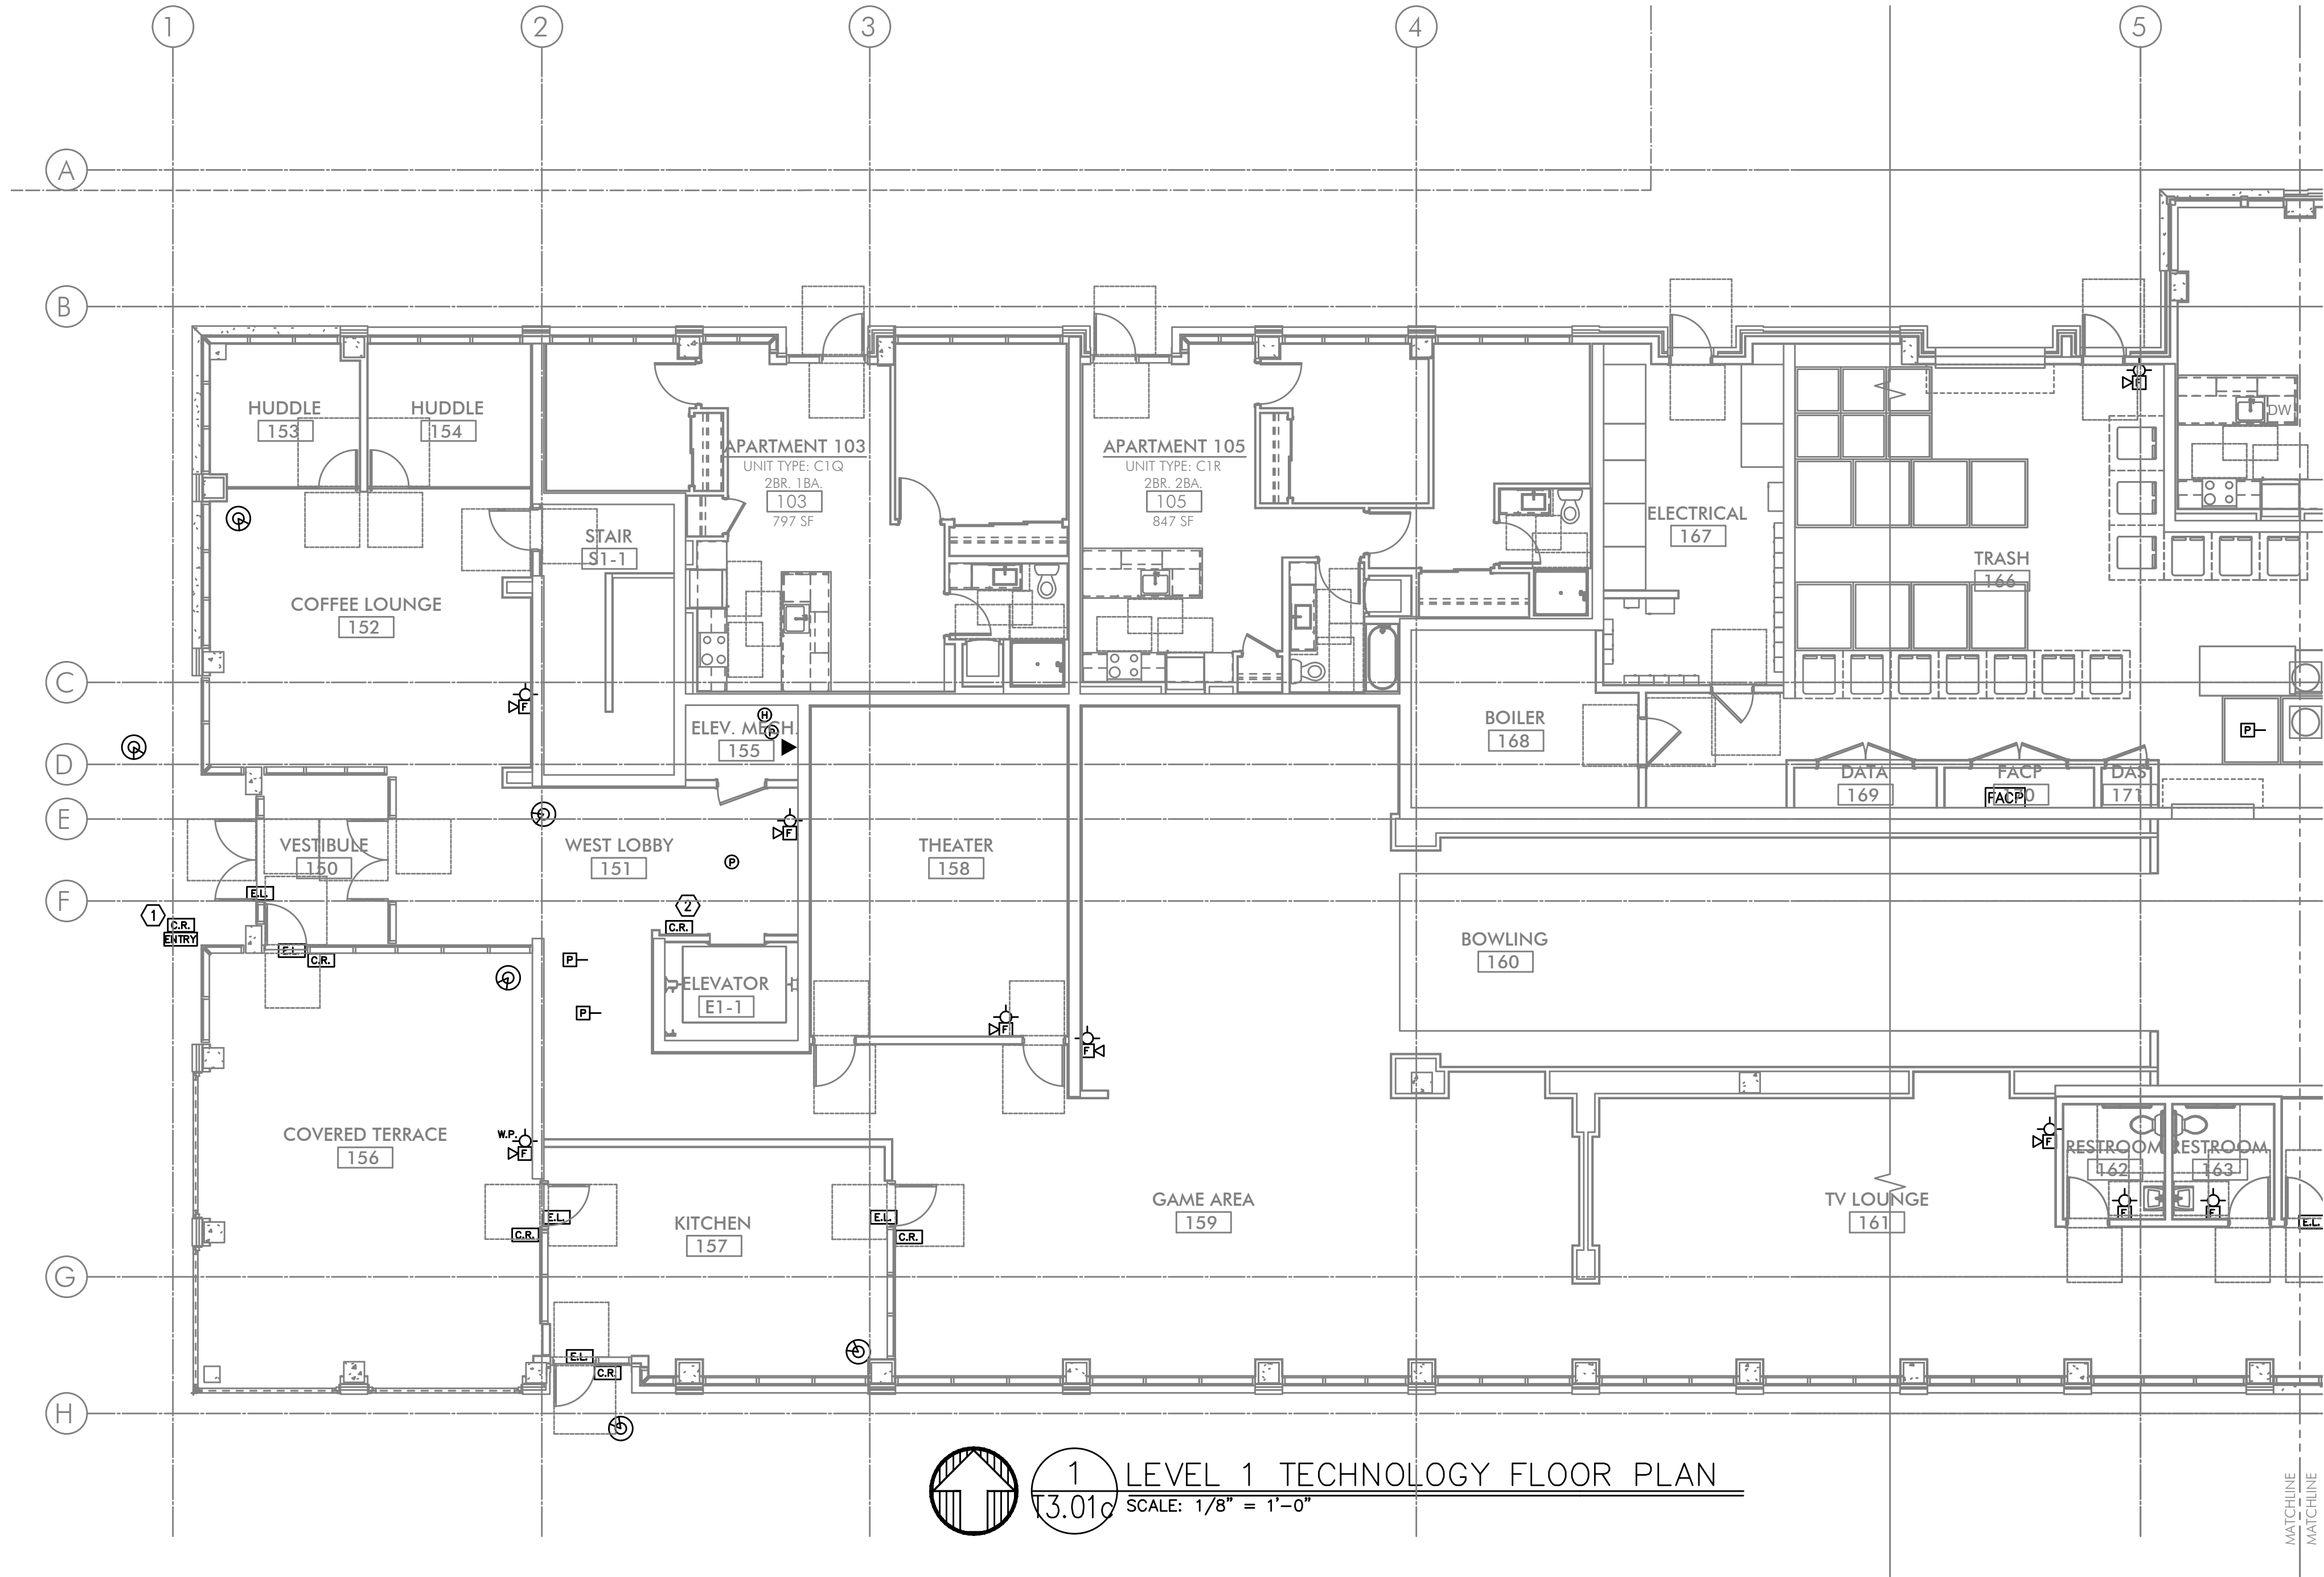 1
2
3
4
5
A
B
HUDDLE
153
HUDDLE
154
APARTMENT 103
UNIT TYPE: C1Q
2BR. 1BA.
103
797 SF
APARTMENT 105
UNIT TYPE: C1R
2BR. 2BA.
105
847 SF
F
DW
STAIR
S1-1
ELECTRICAL
167
TRASH
166
COFFEE LOUNGE
152
C
F
H
P
ELEV. MECH.
155
BOILER
168
P
D
DATA
169
FACP
170
FACP
DAS
171
E
F
VESTIBULE
150
WEST LOBBY
151
P
THEATER
158
E.L.
F
1
C.R.
ENTRY
2
C.R.
E.L.
C.R.
P
BOWLING
160
ELEVATOR
E1-1
P
F
F
COVERED TERRACE
156
W.P.
F
F
RESTROOM
162
RESTROOM
163
F
F
GAME AREA
159
TV LOUNGE
161
KITCHEN
157
E.L.
C.R.
E.L.
C.R.
E.L.
G
E.L.
C.R.
H
1
T3.01c
LEVEL 1 TECHNOLOGY FLOOR PLAN
SCALE: 1/8" = 1'-0"
MATCHLINE
MATCHLINE